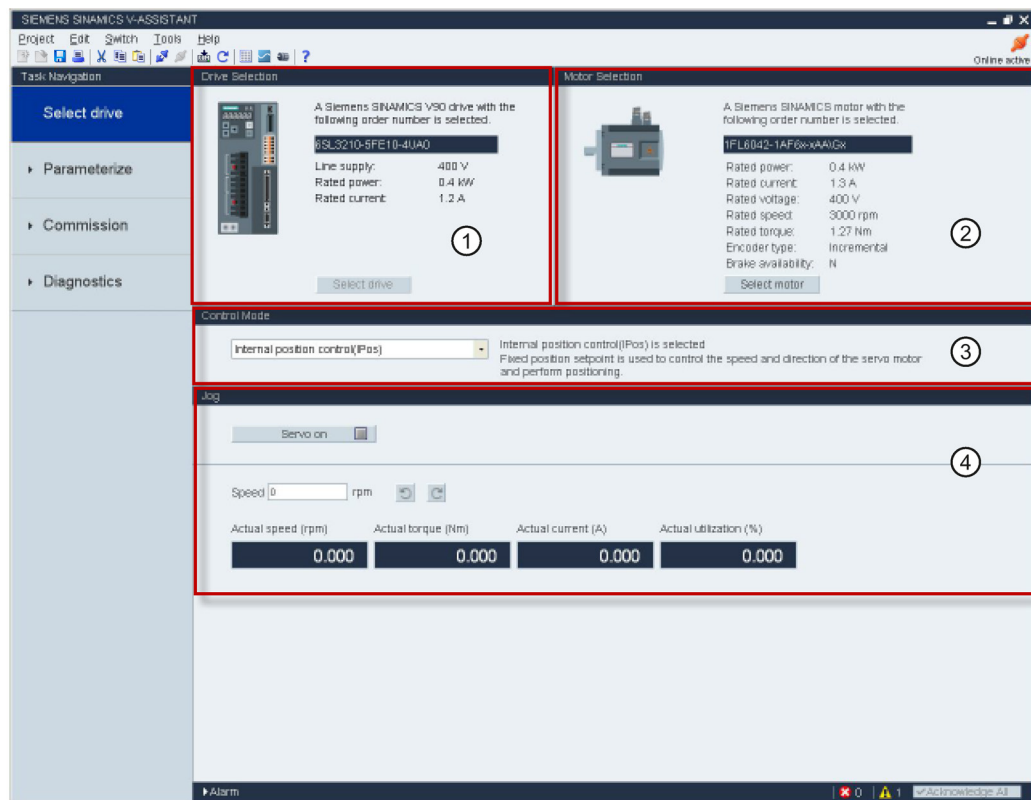 SIEMENS SINAMICS V-ASSISTANT
Project Edit Switch Tools Help
Online active
Task Navigation
Select drive
Parameterize
Commission
Diagnostics
Drive Selection
A Siemens SINAMICS V90 drive with the
following order number is selected.
6SL3210-5FE10-4UA0
Line supply: 400 V
Rated power: 0.4 kW
Rated current: 1.2 A
1
Select drive
Motor Selection
A Siemens SINAMICS motor with the
following order number is selected.
1FL6042-1AF6x-xAA\Gx
Rated power: 0.4 kW
Rated current: 1.3 A
Rated voltage: 400 V
Rated speed: 3000 rpm
Rated torque: 1.27 Nm
Encoder type: Incremental
Brake availability: N
2
Select motor
Control Mode
Internal position control(IPos)
Internal position control(IPos) is selected
Fixed position setpoint is used to control the speed and direction of the servo motor
and perform positioning.
3
Jog
Servo on
4
Speed 0 rpm
Actual speed (rpm) Actual torque (Nm) Actual current (A) Actual utilization (%)
0.000 0.000 0.000 0.000
Alarm
0 1 Acknowledge All